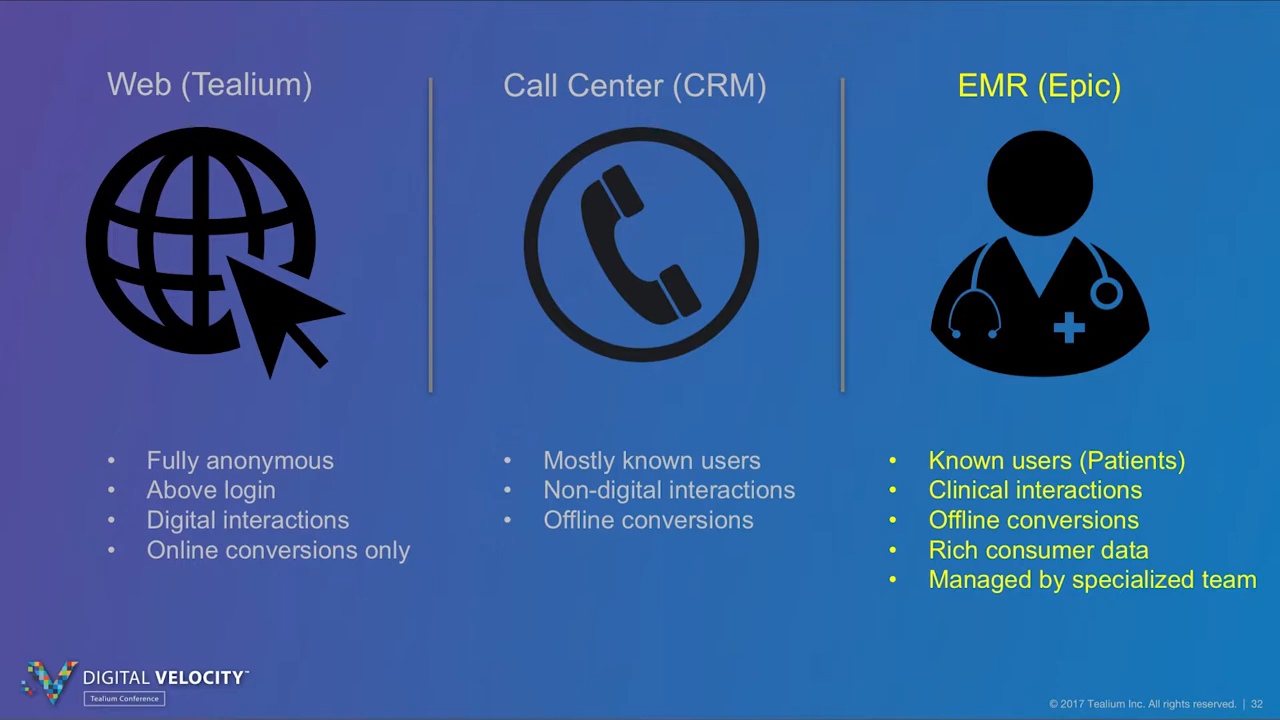 Web (Tealium)
Fully anonymous
Above login
Digital interactions
Online conversions only
Call Center (CRM)
Mostly known users
Non-digital interactions
Offline conversions
EMR (Epic)
Known users (Patients)
Clinical interactions
Offline conversions
Rich consumer data
Managed by specialized team
DIGITAL VELOCITY™
Tealium Conference
© 2017 Tealium Inc. All rights reserved. | 32